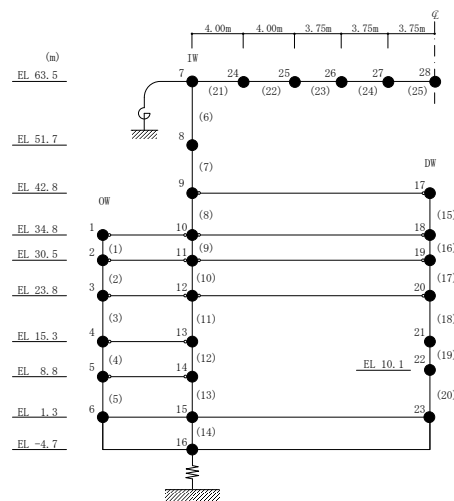 ℄
4.00m 4.00m 3.75m 3.75m 3.75m
(m) IW
EL 63.5 7 24 25 26 27 28
(21) (22) (23) (24) (25)
(6)
EL 51.7 8
(7) DW
EL 42.8 9 17
OW (8) (15)
EL 34.8 1 10 18
(1) (9) (16)
EL 30.5 2 11 19
(2) (10) (17)
EL 23.8 3 12 20
(3) (11) (18)
EL 15.3 4 13 21
(4) (12) (19)
EL 10.1 22
EL 8.8 5 14
(5) (13) (20)
EL 1.3 6 15 23
(14)
EL -4.7 16